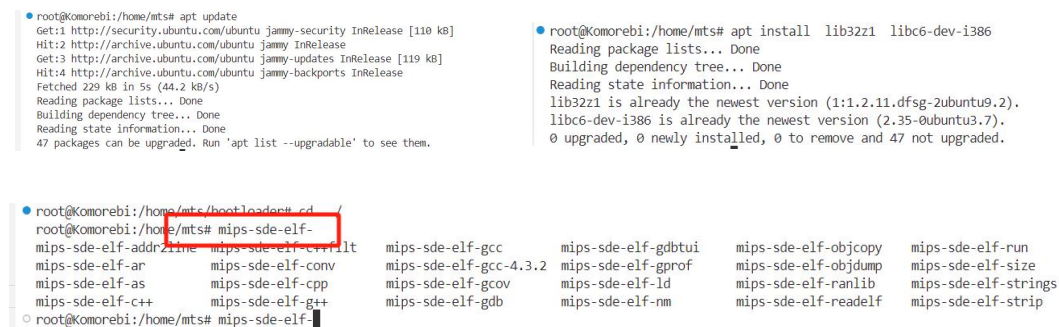 root@Komorebi:/home/mts# apt update
Get:1 http://security.ubuntu.com/ubuntu jammy-security InRelease [110 kB]
Hit:2 http://archive.ubuntu.com/ubuntu jammy InRelease
Get:3 http://archive.ubuntu.com/ubuntu jammy-updates InRelease [119 kB]
Hit:4 http://archive.ubuntu.com/ubuntu jammy-backports InRelease
Fetched 229 kB in 5s (44.2 kB/s)
Reading package lists... Done
Building dependency tree... Done
Reading state information... Done
47 packages can be upgraded. Run 'apt list --upgradable' to see them.
root@Komorebi:/home/mts# apt install lib32z1 libc6-dev-i386
Reading package lists... Done
Building dependency tree... Done
Reading state information... Done
lib32z1 is already the newest version (1:1.2.11.dfsg-2ubuntu9.2).
libc6-dev-i386 is already the newest version (2.35-0ubuntu3.7).
0 upgraded, 0 newly installed, 0 to remove and 47 not upgraded.
root@Komorebi:/home/mts/bootloader# cd ../
root@Komorebi:/home/mts# mips-sde-elf-
mips-sde-elf-addr2line mips-sde-elf-c++filt mips-sde-elf-gcc mips-sde-elf-gdbtui mips-sde-elf-objcopy mips-sde-elf-run
mips-sde-elf-ar mips-sde-elf-conv mips-sde-elf-gcc-4.3.2 mips-sde-elf-gprof mips-sde-elf-objdump mips-sde-elf-size
mips-sde-elf-as mips-sde-elf-cpp mips-sde-elf-gcov mips-sde-elf-ld mips-sde-elf-ranlib mips-sde-elf-strings
mips-sde-elf-c++ mips-sde-elf-g++ mips-sde-elf-gdb mips-sde-elf-nm mips-sde-elf-readelf mips-sde-elf-strip
root@Komorebi:/home/mts# mips-sde-elf-